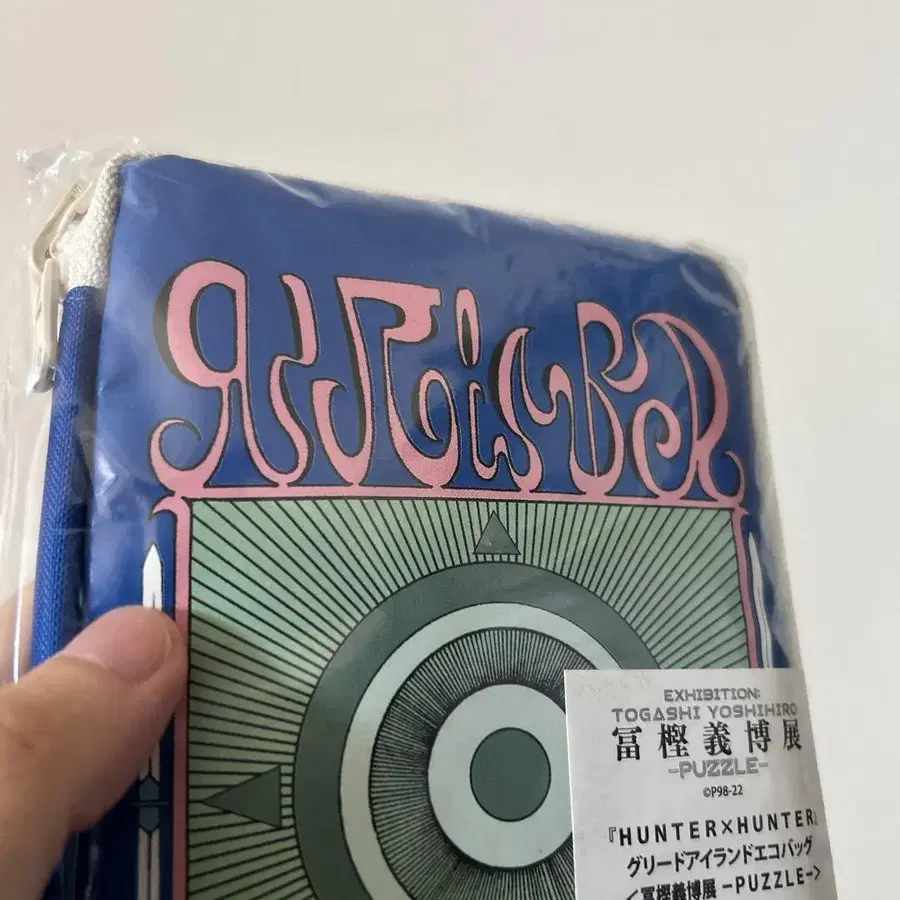 EXHIBITION:
TOGASHI YOSHIHIRO
冨樫義博展
-PUZZLE-
©P98-22
『HUNTER×HUNTER』
グリードアイランドエコバッグ
＜冨樫義博展 -PUZZLE-＞